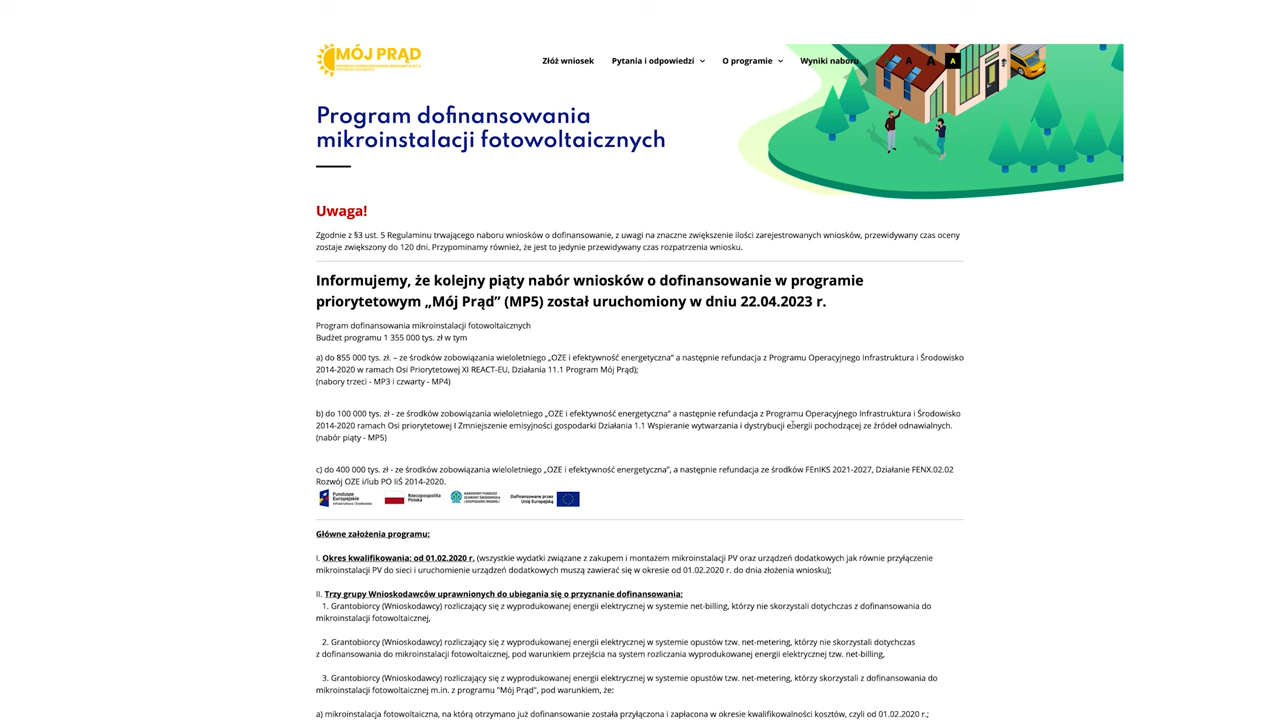 MÓJ PRĄD
Złóż wniosek
Pytania i odpowiedzi
O programie
Wyniki naboru
A
A
A
Program dofinansowania
mikroinstalacji fotowoltaicznych
Uwaga!
Zgodnie z §3 ust. 5 Regulaminu trwającego naboru wniosków o dofinansowanie, z uwagi na znaczne zwiększenie ilości zarejestrowanych wniosków, przewidywany czas oceny
zostaje zwiększony do 120 dni. Przypominamy również, że jest to jedynie przewidywany czas rozpatrzenia wniosku.
Informujemy, że kolejny piąty nabór wniosków o dofinansowanie w programie
priorytetowym „Mój Prąd” (MP5) został uruchomiony w dniu 22.04.2023 r.
Program dofinansowania mikroinstalacji fotowoltaicznych
Budżet programu 1 355 000 tys. zł w tym
a) do 855 000 tys. zł. – ze środków zobowiązania wieloletniego „OZE i efektywność energetyczna” a następnie refundacja z Programu Operacyjnego Infrastruktura i Środowisko
2014-2020 w ramach Osi Priorytetowej XI REACT-EU, Działania 11.1 Program Mój Prąd);
(nabory trzeci - MP3 i czwarty - MP4)
b) do 100 000 tys. zł - ze środków zobowiązania wieloletniego „OZE i efektywność energetyczna” a następnie refundacja z Programu Operacyjnego Infrastruktura i Środowisko
2014-2020 ramach Osi priorytetowej I Zmniejszenie emisyjności gospodarki Działania 1.1 Wspieranie wytwarzania i dystrybucji energii pochodzącej ze źródeł odnawialnych.
(nabór piąty - MP5)
c) do 400 000 tys. zł - ze środków zobowiązania wieloletniego „OZE i efektywność energetyczna”, a następnie refundacja ze środków FEnIKS 2021-2027, Działanie FENX.02.02
Rozwój OZE i/lub PO IiŚ 2014-2020.
Fundusze
Europejskie
Infrastruktura i Środowisko
Rzeczpospolita
Polska
NARODOWY FUNDUSZ
OCHRONY ŚRODOWISKA
I GOSPODARKI WODNEJ
Dofinansowane przez
Unię Europejską
Główne założenia programu:
I. Okres kwalifikowania: od 01.02.2020 r. (wszystkie wydatki związane z zakupem i montażem mikroinstalacji PV oraz urządzeń dodatkowych jak równie przyłączenie
mikroinstalacji PV do sieci i uruchomienie urządzeń dodatkowych muszą zawierać się w okresie od 01.02.2020 r. do dnia złożenia wniosku);
II. Trzy grupy Wnioskodawców uprawnionych do ubiegania się o przyznanie dofinansowania:
1. Grantobiorcy (Wnioskodawcy) rozliczający się z wyprodukowanej energii elektrycznej w systemie net-billing, którzy nie skorzystali dotychczas z dofinansowania do
mikroinstalacji fotowoltaicznej,
2. Grantobiorcy (Wnioskodawcy) rozliczający się z wyprodukowanej energii elektrycznej w systemie opustów tzw. net-metering, którzy nie skorzystali dotychczas
z dofinansowania do mikroinstalacji fotowoltaicznej, pod warunkiem przejścia na system rozliczania wyprodukowanej energii elektrycznej tzw. net-billing,
3. Grantobiorcy (Wnioskodawcy) rozliczający się z wyprodukowanej energii elektrycznej w systemie opustów tzw. net-metering, którzy skorzystali z dofinansowania do
mikroinstalacji fotowoltaicznej m.in. z programu "Mój Prąd", pod warunkiem, że:
a) mikroinstalacja fotowoltaiczna, na którą otrzymano już dofinansowanie została przyłączona i zapłacona w okresie kwalifikowalności kosztów, czyli od 01.02.2020 r.;